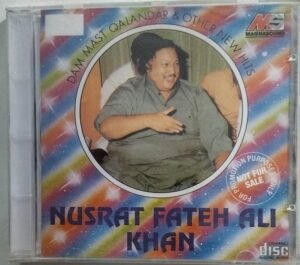 DAM MAST QALANDAR & OTHER NEW HITS
MS
MAGNASOUND
FOR PROMOTION PURPOSE ONLY
NOT FOR
SALE
NUSRAT FATEH ALI
KHAN
disc